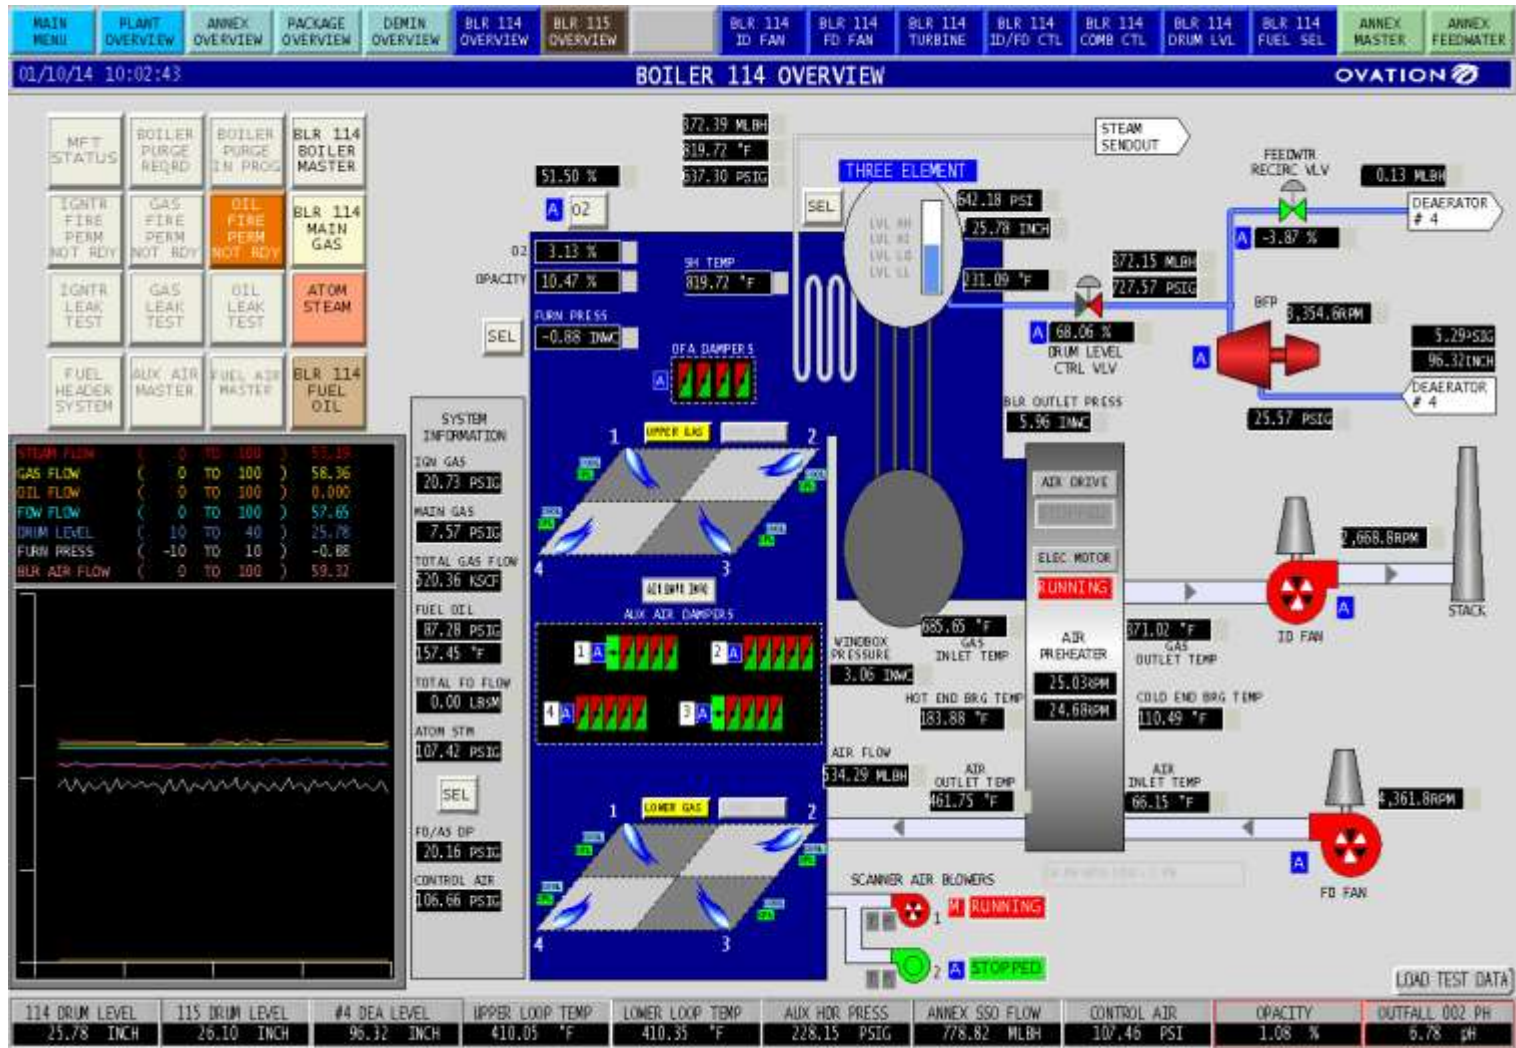 MAIN MENU
PLANT OVERVIEW
ANNEX OVERVIEW
PACKAGE OVERVIEW
DEMIN OVERVIEW
BLR 114 OVERVIEW
BLR 115 OVERVIEW
BLR 114 ID FAN
BLR 114 FD FAN
BLR 114 TURBINE
BLR 114 ID/FD CTL
BLR 114 COMB CTL
BLR 114 DRUM LVL
BLR 114 FUEL SEL
ANNEX MASTER
ANNEX FEEDWATER
01/10/14 10:02:43
BOILER 114 OVERVIEW
OVATION
MFT STATUS
BOILER PURGE REQRD
BOILER PURGE IN PROG
BLR 114 BOILER MASTER
IGNTR FIRE PERM NOT RDY
GAS FIRE PERM NOT RDY
OIL FIRE PERM NOT RDY
BLR 114 MAIN GAS
IGNTR LEAK TEST
GAS LEAK TEST
OIL LEAK TEST
ATOM STEAM
FUEL HEADER SYSTEM
AUX AIR MASTER
FUEL AIR MASTER
BLR 114 FUEL OIL
STEAM FLOW ( 0 TO 100 )
GAS FLOW ( 0 TO 100 ) 58.36
OIL FLOW ( 0 TO 100 ) 0.000
FDW FLOW ( 0 TO 100 ) 57.65
DRUM LEVEL ( 10 TO 40 ) 25.78
FURN PRESS ( -10 TO 10 ) -0.88
BLR AIR FLOW ( 0 TO 100 ) 59.32
SYSTEM
INFORMATION
IGN GAS
20.73 PSIG
MAIN GAS
7.57 PSIG
TOTAL GAS FLOW
520.36 KSCF
FUEL OIL
87.28 PSIG
157.45 °F
TOTAL FO FLOW
0.00 LBSM
ATOM STM
107.42 PSIG
SEL
FO/AS DP
20.16 PSIG
CONTROL AIR
106.66 PSIG
51.50 %
A O2
O2 3.13 %
OPACITY 10.47 %
FURN PRESS
SEL -0.88 INWC
372.39 MLBH
819.72 °F
637.30 PSIG
SH TEMP
819.72 °F
OFA DAMPERS
A
1 UPPER GAS 2
4 3
AUX AIR DAMPERS
1 A
2 A
4 A
3 A
1 LOWER GAS 2
4 3
THREE ELEMENT
SEL
LVL HH
LVL HI
LVL LO
LVL LL
642.18 PSI
25.78 INCH
231.09 °F
STEAM
SENDOUT
FEEDWTR
RECIRC VLV
0.13 MLBH
A -3.87 %
DEAERATOR
# 4
372.15 MLBH
727.57 PSIG
A 68.06 %
DRUM LEVEL
CTRL VLV
BFP
3,354.6RPM
A
5.29PSIG
96.32INCH
DEAERATOR
# 4
25.57 PSIG
BLR OUTLET PRESS
5.96 INWC
AIR DRIVE
STOPPED
ELEC MOTOR
RUNNING
AIR
PREHEATER
25.03RPM
24.68RPM
685.65 °F
GAS
INLET TEMP
371.02 °F
GAS
OUTLET TEMP
WINDBOX
PRESSURE
3.06 INWC
HOT END BRG TEMP
183.88 °F
COLD END BRG TEMP
110.49 °F
AIR FLOW
534.29 MLBH
AIR
OUTLET TEMP
461.75 °F
AIR
INLET TEMP
66.15 °F
2,668.8RPM
A
ID FAN
STACK
4,361.8RPM
A
FD FAN
SCANNER AIR BLOWERS
1 M RUNNING
2 A STOPPED
LOAD TEST DATA
114 DRUM LEVEL
25.78 INCH
115 DRUM LEVEL
26.10 INCH
#4 DEA LEVEL
96.32 INCH
UPPER LOOP TEMP
410.05 °F
LOWER LOOP TEMP
410.35 °F
AUX HDR PRESS
228.15 PSIG
ANNEX SSO FLOW
778.82 MLBH
CONTROL AIR
107.46 PSI
OPACITY
1.08 %
OUTFALL 002 PH
6.78 pH